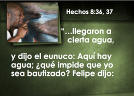 Hechos 8:36, 37
"...llegaron a
cierta agua,
y dijo el eunuco: Aquí hay
agua; ¿qué impide que yo
sea bautizado? Felipe dijo: